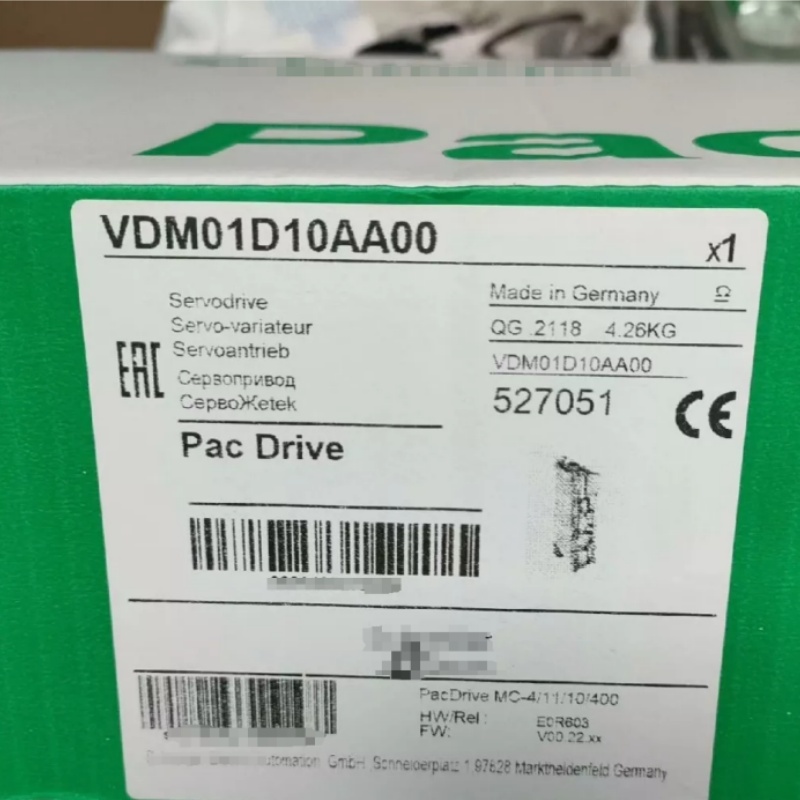 Pac
VDM01D10AA00
x1
Servodrive
Servo-variateur
Servoantrieb
Сервопривод
СервоЖetek
EAC
Made in Germany
QG .2118 4.26KG
VDM01D10AA00
527051
CE
Pac Drive
PacDrive MC-4/11/10/400
HW/Rel : E0R603
FW: V00.22.xx
GmbH, Schneiderplatz 1 97828 Marktheidenfeld Germany